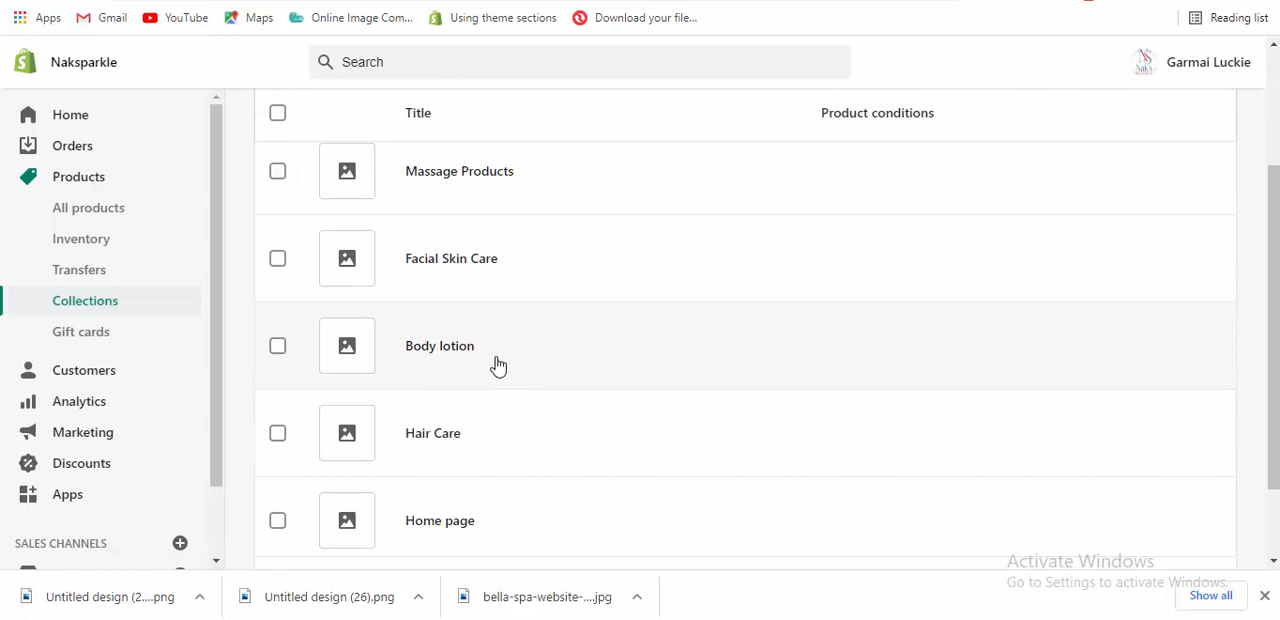 Apps Gmail YouTube Maps Online Image Com... Using theme sections Download your file... Reading list
Naksparkle Search Garmai Luckie
Home
Orders
Products
All products
Inventory
Transfers
Collections
Gift cards
Customers
Analytics
Marketing
Discounts
Apps
SALES CHANNELS
Title Product conditions
Massage Products
Facial Skin Care
Body lotion
Hair Care
Home page
Activate Windows
Go to Settings to activate Windows.
Untitled design (2....png Untitled design (26).png bella-spa-website-....jpg Show all